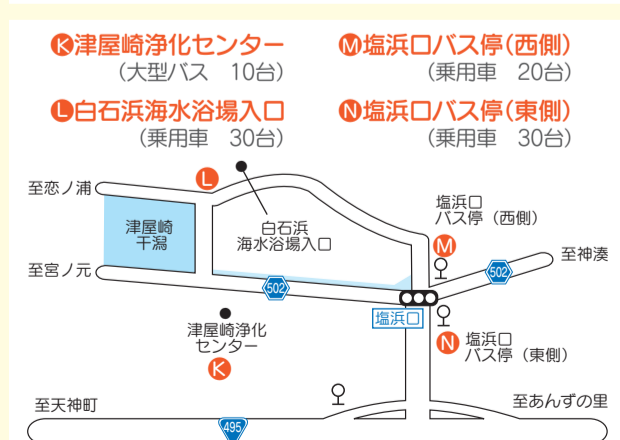 K津屋崎浄化センター
(大型バス 10台)
M塩浜口バス停(西側)
(乗用車 20台)
L白石浜海水浴場入口
(乗用車 30台)
N塩浜口バス停(東側)
(乗用車 30台)
L
至恋ノ浦
塩浜口
バス停(西側)
津屋崎
干潟
白石浜
海水浴場入口
M
至神湊
至宮ノ元
502
502
塩浜口
津屋崎浄化
センター
K
N
塩浜口
バス停(東側)
至天神町
至あんずの里
495